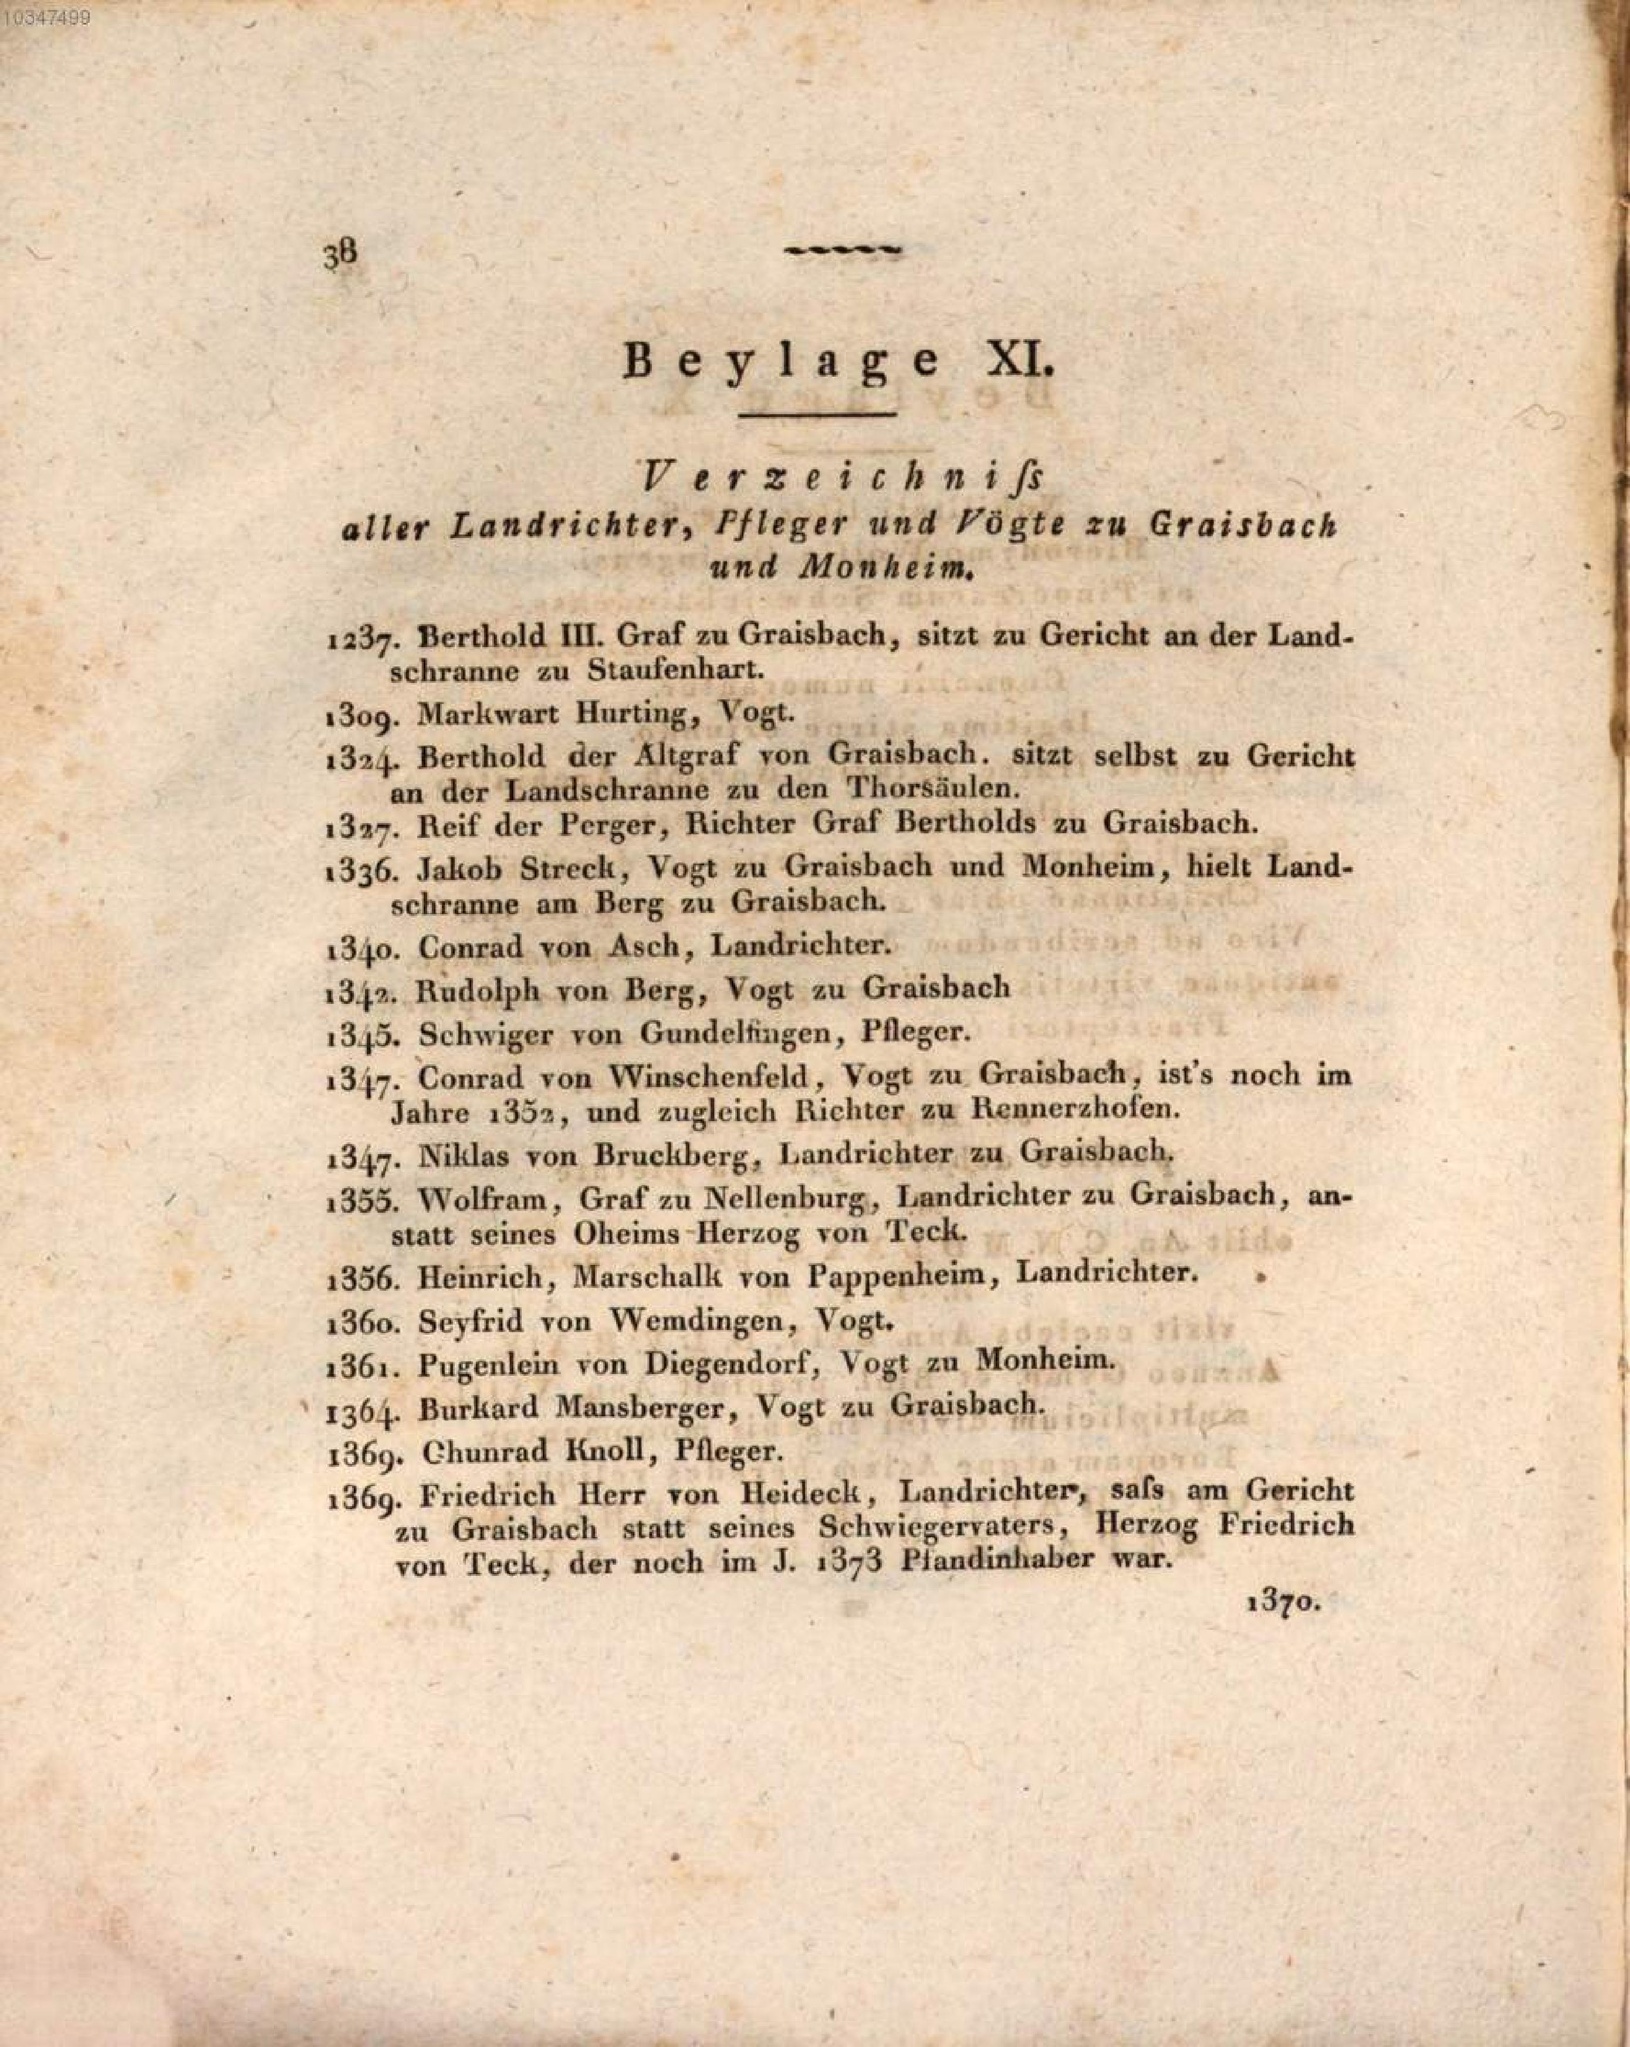 10347499
38
Beylage XI.
Verzeichniſs
aller Landrichter, Pfleger und Vögte zu Graisbach
und Monheim.
1237. Berthold III. Graf zu Graisbach, sitzt zu Gericht an der Land-
schranne zu Staufenhart.
1309. Markwart Hurting, Vogt.
1324. Berthold der Altgraf von Graisbach. sitzt selbst zu Gericht
an der Landschranne zu den Thorsäulen.
1327. Reif der Perger, Richter Graf Bertholds zu Graisbach.
1336. Jakob Streck, Vogt zu Graisbach und Monheim, hielt Land-
schranne am Berg zu Graisbach.
1340. Conrad von Asch, Landrichter.
1342. Rudolph von Berg, Vogt zu Graisbach
1345. Schwiger von Gundelfingen, Pfleger.
1347. Conrad von Winschenfeld, Vogt zu Graisbach, ist's noch im
Jahre 1352, und zugleich Richter zu Rennerzhofen.
1347. Niklas von Bruckberg, Landrichter zu Graisbach.
1355. Wolfram, Graf zu Nellenburg, Landrichter zu Graisbach, an-
statt seines Oheims Herzog von Teck.
1356. Heinrich, Marschalk von Pappenheim, Landrichter.
1360. Seyfrid von Wemdingen, Vogt.
1361. Pugenlein von Diegendorf, Vogt zu Monheim.
1364. Burkard Mansberger, Vogt zu Graisbach.
1369. Chunrad Knoll, Pfleger.
1369. Friedrich Herr von Heideck, Landrichter, saſs am Gericht
zu Graisbach statt seines Schwiegervaters, Herzog Friedrich
von Teck, der noch im J. 1373 Pfandinhaber war.
1370.